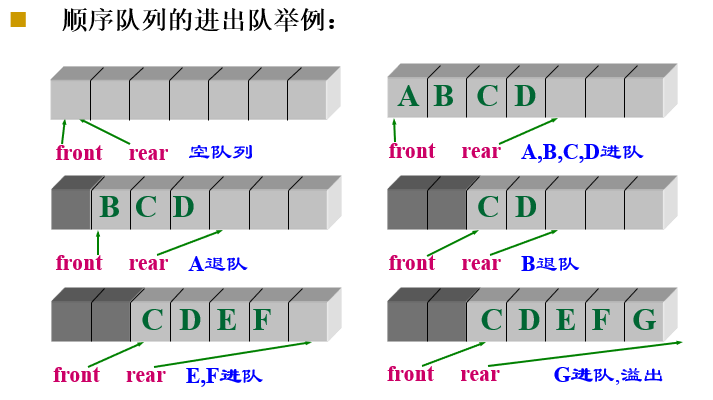 顺序队列的进出队举例：
A B C D
front rear 空队列
front rear A,B,C,D进队
B C D
C D
front rear A退队
front rear B退队
C D E F
C D E F G
front rear E,F进队
front rear G进队,溢出